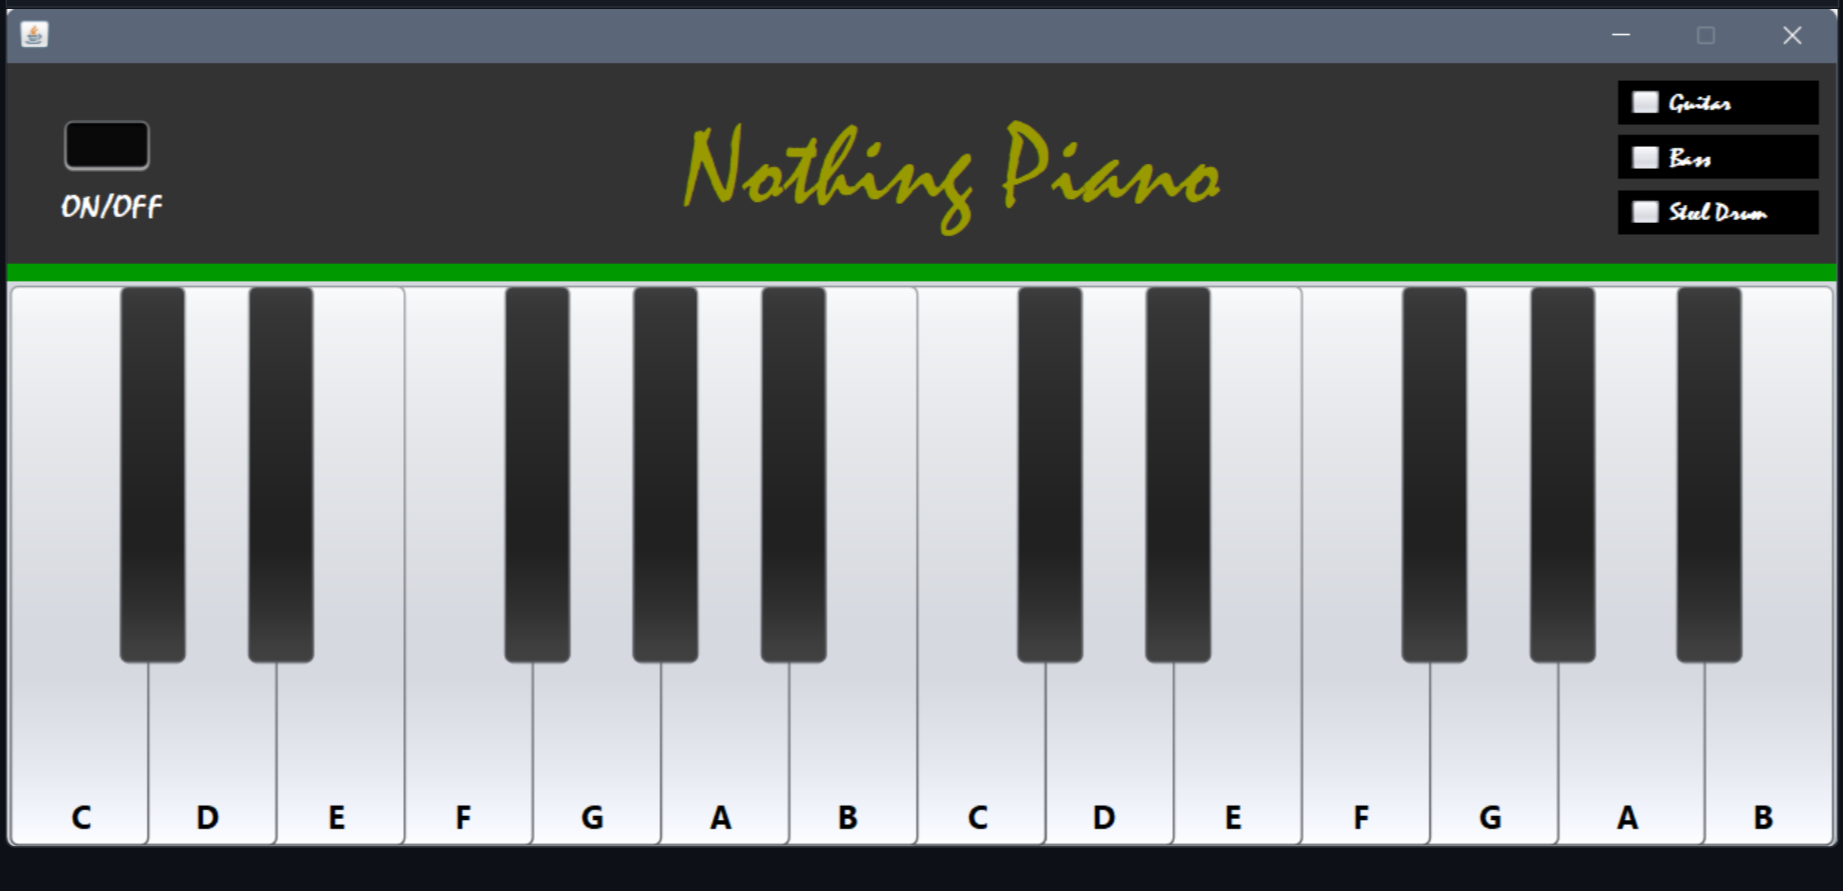 Guitar
Nothing Piano
Bass
ON/OFF
Steel Drum
C D E F G A B C D E F G A B